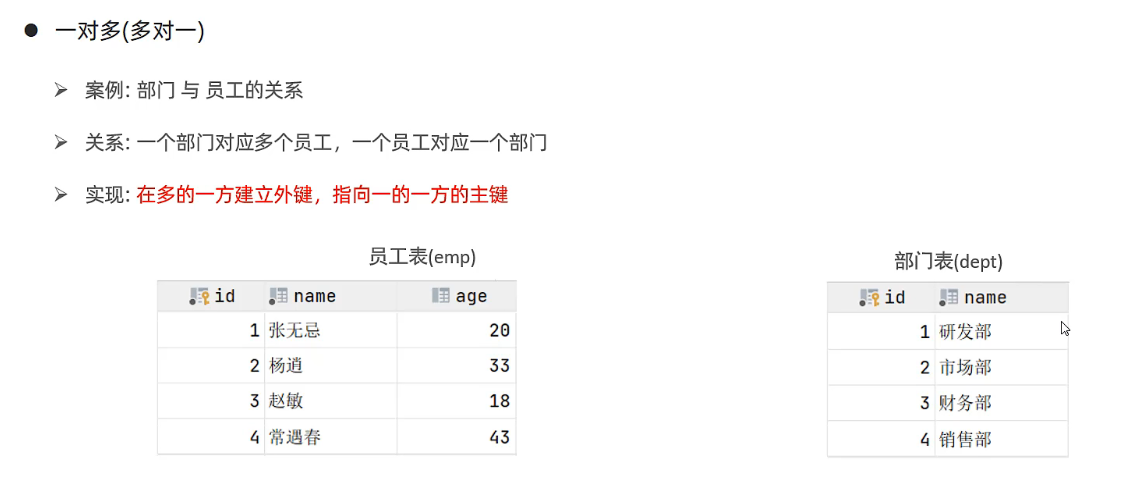 一对多(多对一)
案例: 部门 与 员工的关系
关系: 一个部门对应多个员工，一个员工对应一个部门
实现: 在多的一方建立外键，指向一的一方的主键
员工表(emp)
id name age
1 张无忌 20
2 杨逍 33
3 赵敏 18
4 常遇春 43
部门表(dept)
id name
1 研发部
2 市场部
3 财务部
4 销售部